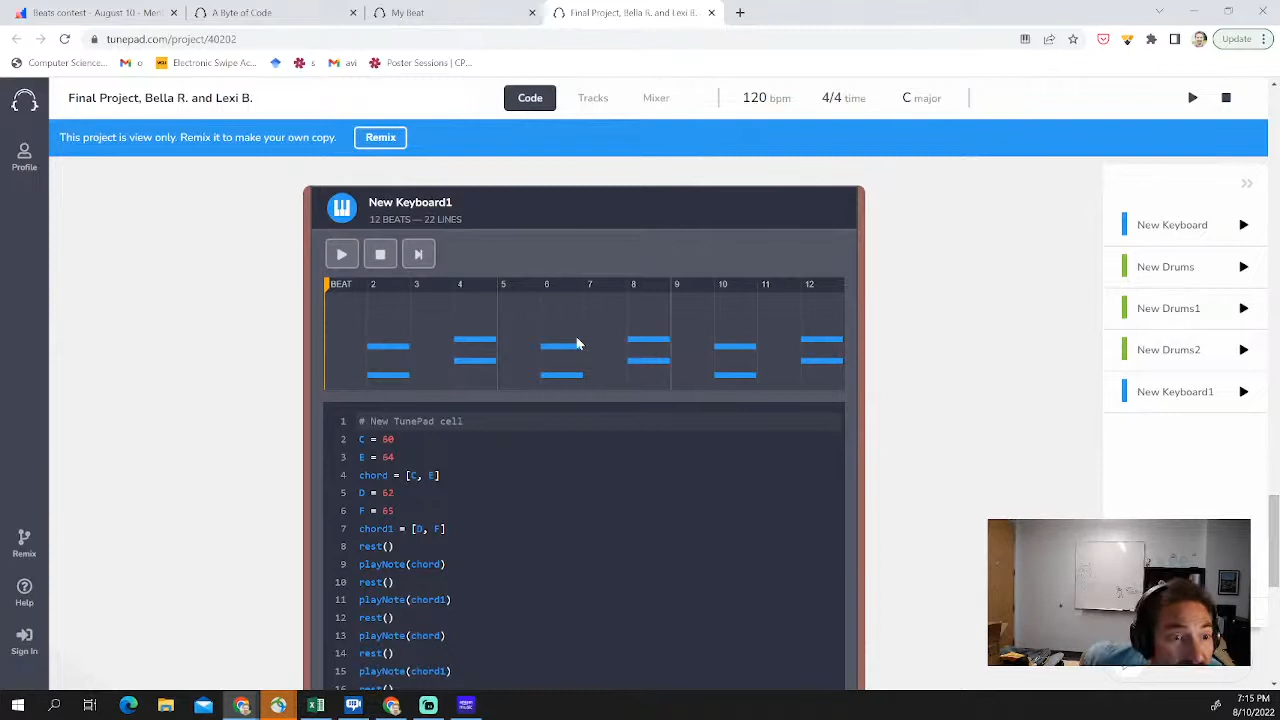 Beats contest - August 10 - Ment
A Byte of Code
My Beat
Final Project, Bella R. and Lexi B.
tunepad.com/project/40202
Update
Computer Science...
o
Electronic Swipe Ac...
s
avi
Poster Sessions | CP...
Final Project, Bella R. and Lexi B.
Code
Tracks
Mixer
120 bpm
4/4 time
C major
This project is view only. Remix it to make your own copy.
Remix
Profile
New Keyboard1
12 BEATS — 22 LINES
BEAT 2 3 4 5 6 7 8 9 10 11 12
1 # New TunePad cell
2 C = 60
3 E = 64
4 chord = [C, E]
5 D = 62
6 F = 65
7 chord1 = [D, F]
8 rest()
9 playNote(chord)
10 rest()
11 playNote(chord1)
12 rest()
13 playNote(chord)
14 rest()
15 playNote(chord1)
16 rest()
New Keyboard
New Drums
New Drums1
New Drums2
New Keyboard1
Remix
Help
Sign In
7:15 PM
8/10/2022